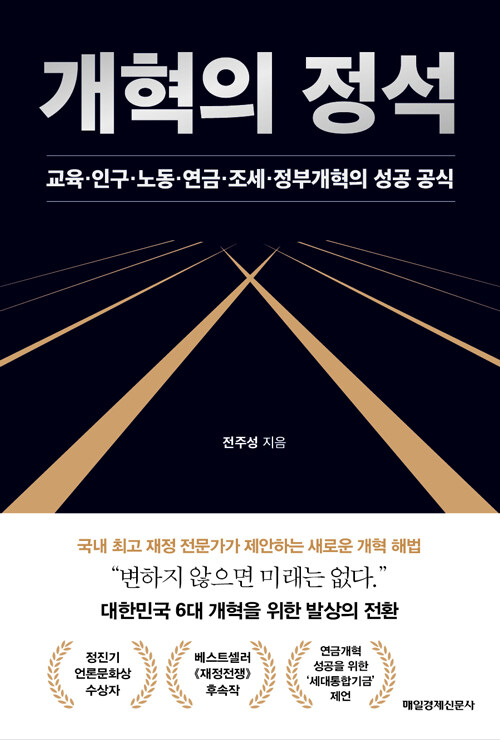 개혁의 정석
교육·인구·노동·연금·조세·정부개혁의 성공 공식
전주성 지음
국내 최고 재정 전문가가 제안하는 새로운 개혁 해법
“변하지 않으면 미래는 없다.”
대한민국 6대 개혁을 위한 발상의 전환
정진기
언론문화상
수상자
베스트셀러
《재정전쟁》
후속작
연금개혁
성공을 위한
‘세대통합기금’
제언
매일경제신문사